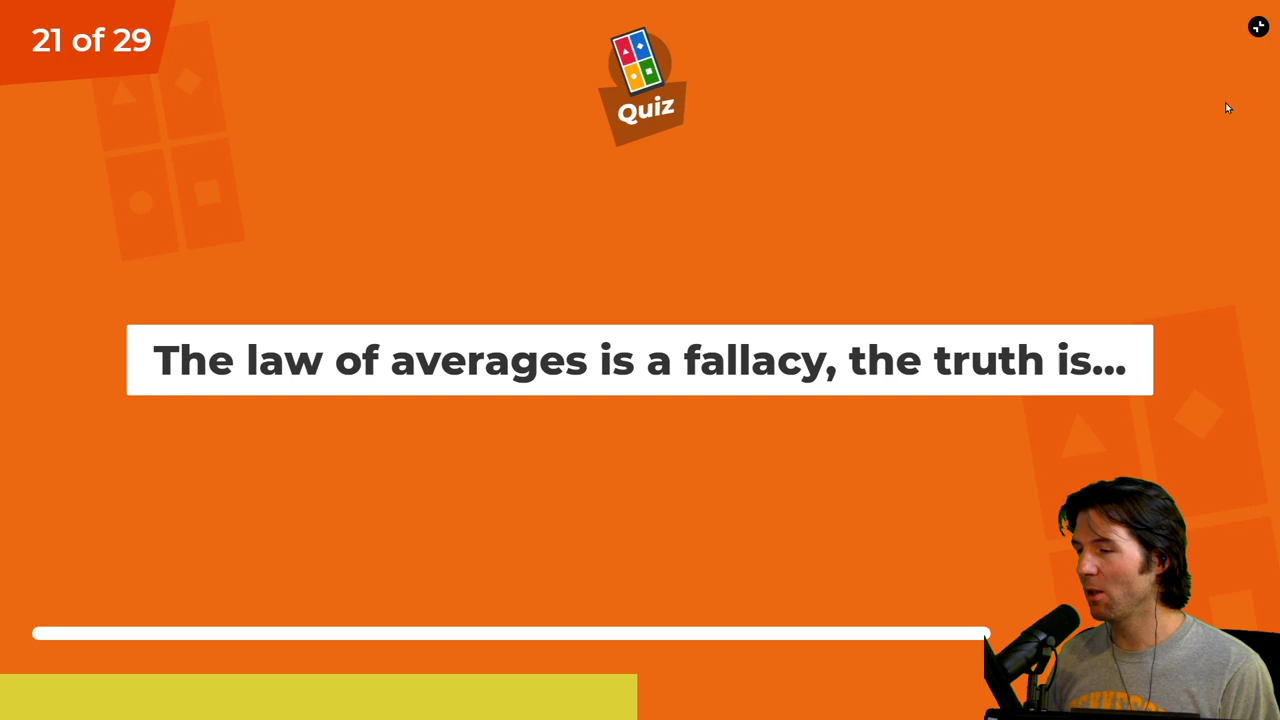 21 of 29
Quiz
The law of averages is a fallacy, the truth is...